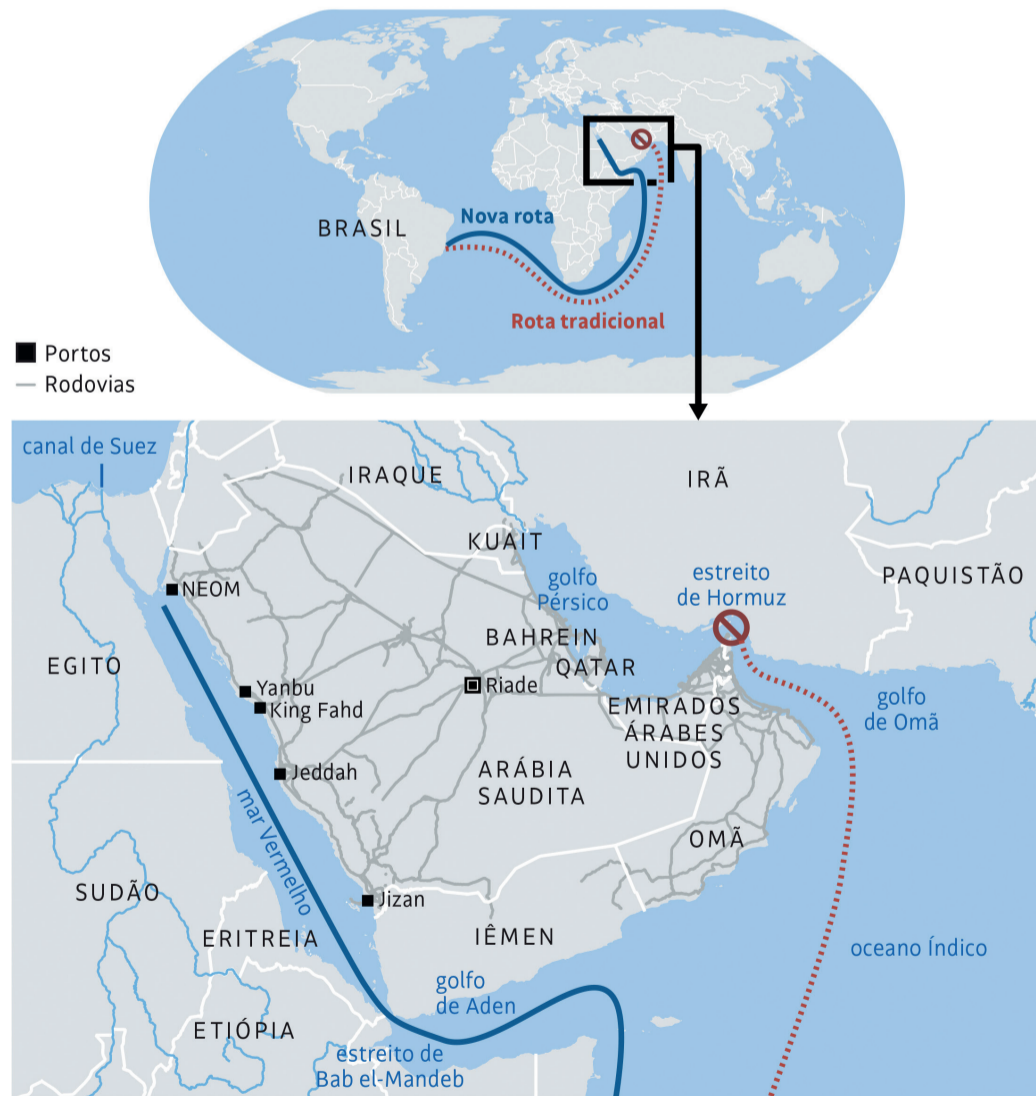 BRASIL
Nova rota
Rota tradicional
Portos
Rodovias
canal de Suez
IRAQUE
IRÃ
KUAIT
golfo
Pérsico
estreito
de Hormuz
PAQUISTÃO
NEOM
BAHREIN
QATAR
EGITO
Yanbu
King Fahd
Riade
EMIRADOS
ÁRABES
UNIDOS
golfo
de Omã
Jeddah
ARÁBIA
SAUDITA
mar Vermelho
OMÃ
SUDÃO
Jizan
ERITREIA
IÊMEN
oceano Índico
golfo
de Aden
ETIÓPIA
estreito de
Bab el-Mandeb